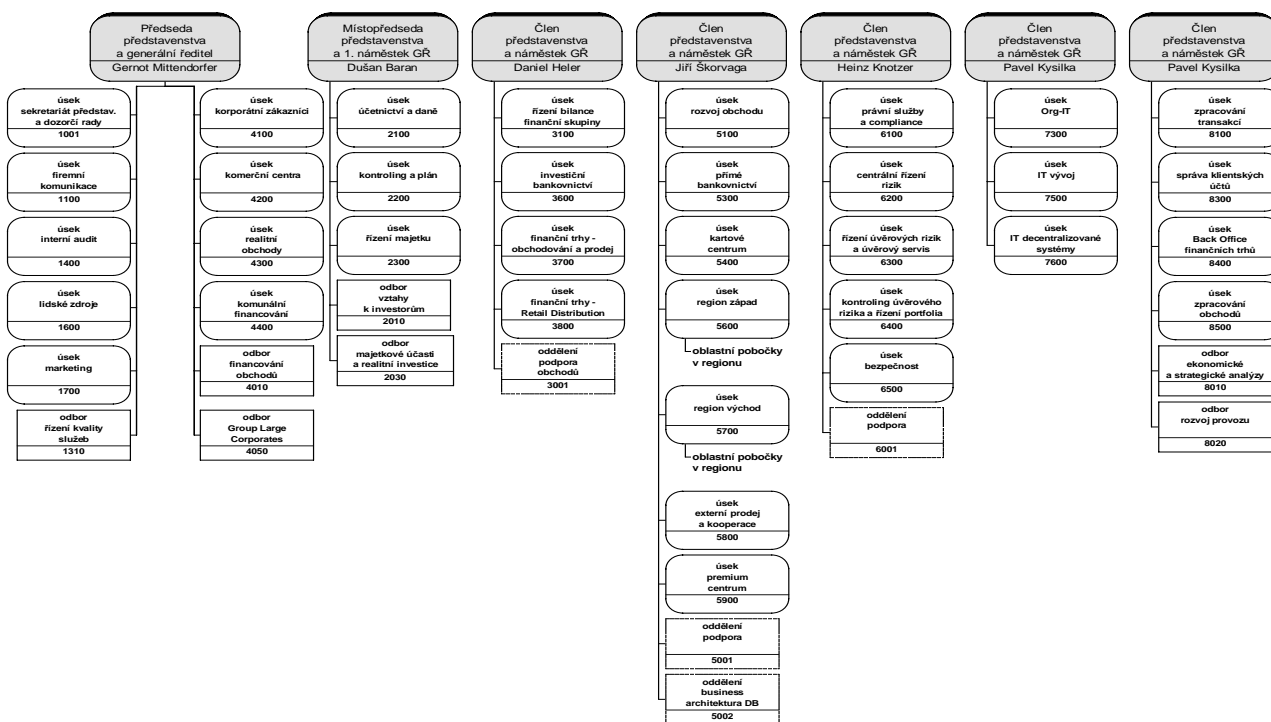 Předseda
představenstva
a generální ředitel
Gernot Mittendorfer
úsek
sekretariát představ.
a dozorčí rady
1001
úsek
firemní
komunikace
1100
úsek
interní audit
1400
úsek
lidské zdroje
1600
úsek
marketing
1700
odbor
řízení kvality
služeb
1310
úsek
korporátní zákazníci
4100
úsek
komerční centra
4200
úsek
realitní
obchody
4300
úsek
komunální
financování
4400
odbor
financování
obchodů
4010
odbor
Group Large
Corporates
4050
Místopředseda
představenstva
a 1. náměstek GŘ
Dušan Baran
úsek
účetnictví a daně
2100
úsek
kontroling a plán
2200
úsek
řízení majetku
2300
odbor
vztahy
k investorům
2010
odbor
majetkové účasti
a realitní investice
2030
Člen
představenstva
a náměstek GŘ
Daniel Heler
úsek
řízení bilance
finanční skupiny
3100
úsek
investiční
bankovnictví
3600
úsek
finanční trhy -
obchodování a prodej
3700
úsek
finanční trhy -
Retail Distribution
3800
oddělení
podpora
obchodů
3001
Člen
představenstva
a náměstek GŘ
Jiří Škorvaga
úsek
rozvoj obchodu
5100
úsek
přímé
bankovnictví
5300
úsek
kartové
centrum
5400
úsek
region západ
5600
oblastní pobočky
v regionu
úsek
region východ
5700
oblastní pobočky
v regionu
úsek
externí prodej
a kooperace
5800
úsek
premium
centrum
5900
oddělení
podpora
5001
oddělení
business
architektura DB
5002
Člen
představenstva
a náměstek GŘ
Heinz Knotzer
úsek
právní služby
a compliance
6100
úsek
centrální řízení
rizik
6200
úsek
řízení úvěrových rizik
a úvěrový servis
6300
úsek
kontroling úvěrového
rizika a řízení portfolia
6400
úsek
bezpečnost
6500
oddělení
podpora
6001
Člen
představenstva
a náměstek GŘ
Pavel Kysilka
úsek
Org-IT
7300
úsek
IT vývoj
7500
úsek
IT decentralizované
systémy
7600
Člen
představenstva
a náměstek GŘ
Pavel Kysilka
úsek
zpracování
transakcí
8100
úsek
správa klientských
účtů
8300
úsek
Back Office
finančních trhů
8400
úsek
zpracování
obchodů
8500
odbor
ekonomické
a strategické analýzy
8010
odbor
rozvoj provozu
8020